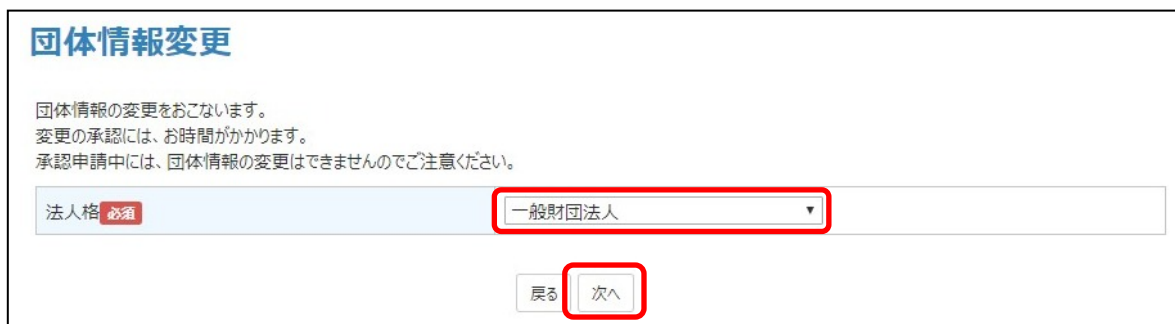 団体情報変更
団体情報の変更をおこないます。
変更の承認には、お時間がかかります。
承認申請中には、団体情報の変更はできませんのでご注意ください。
法人格 必須 一般財団法人 ▼
戻る 次へ